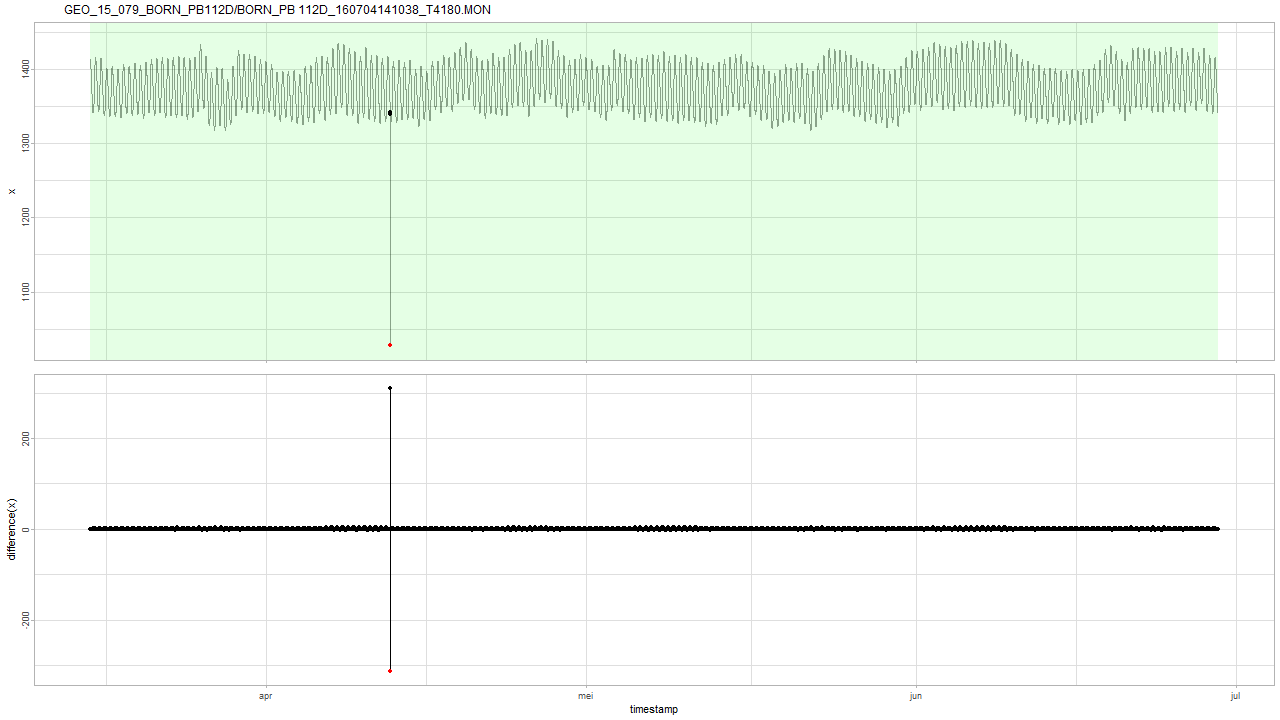 GEO_15_079_BORN_PB112D/BORN_PB 112D_160704141038_T4180.MON
1400
1300
1200
1100
x
200
0
-200
difference(x)
apr
mei
jun
jul
timestamp